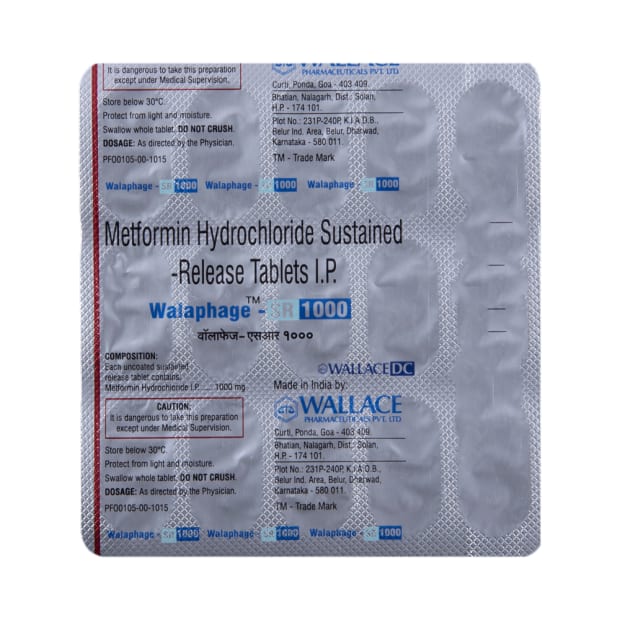 It is dangerous to take this preparation
except under Medical Supervision.
Store below 30°C.
Protect from light and moisture.
Swallow whole tablet. DO NOT CRUSH.
DOSAGE: As directed by the Physician.
PF00105-00-1015
WALLACE
PHARMACEUTICALS PVT. LTD
Curti, Ponda, Goa - 403 409.
Bhatian, Nalagarh, Dist.: Solan,
H.P. - 174 101.
Plot No.: 231P-240P, K.I.A.D.B.,
Belur Ind. Area, Belur, Dharwad,
Karnataka - 580 011.
TM - Trade Mark
Walaphage - SR 1000 Walaphage - SR 1000 Walaphage - SR 1000
Metformin Hydrochloride Sustained
-Release Tablets I.P.
Walaphage™ - SR 1000
वॉलाफेज-एसआर १०००
COMPOSITION:
Each uncoated sustained
release tablet contains:
Metformin Hydrochloride I.P. ..... 1000 mg
WALLACE DC
CAUTION:
It is dangerous to take this preparation
except under Medical Supervision.
Store below 30°C.
Protect from light and moisture.
Swallow whole tablet. DO NOT CRUSH.
DOSAGE: As directed by the Physician.
PF00105-00-1015
Made in India by:
WALLACE
PHARMACEUTICALS PVT. LTD
Curti, Ponda, Goa - 403 409.
Bhatian, Nalagarh, Dist.: Solan,
H.P. - 174 101.
Plot No.: 231P-240P, K.I.A.D.B.,
Belur Ind. Area, Belur, Dharwad,
Karnataka - 580 011.
TM - Trade Mark
Walaphage - SR 1000 Walaphage - SR 1000 Walaphage - SR 1000